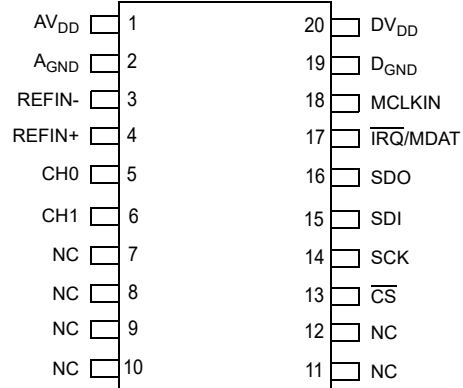 AVDD 1 20 DVDD
AGND 2 19 DGND
REFIN- 3 18 MCLKIN
REFIN+ 4 17 IRQ/MDAT
CH0 5 16 SDO
CH1 6 15 SDI
NC 7 14 SCK
NC 8 13 CS
NC 9 12 NC
NC 10 11 NC